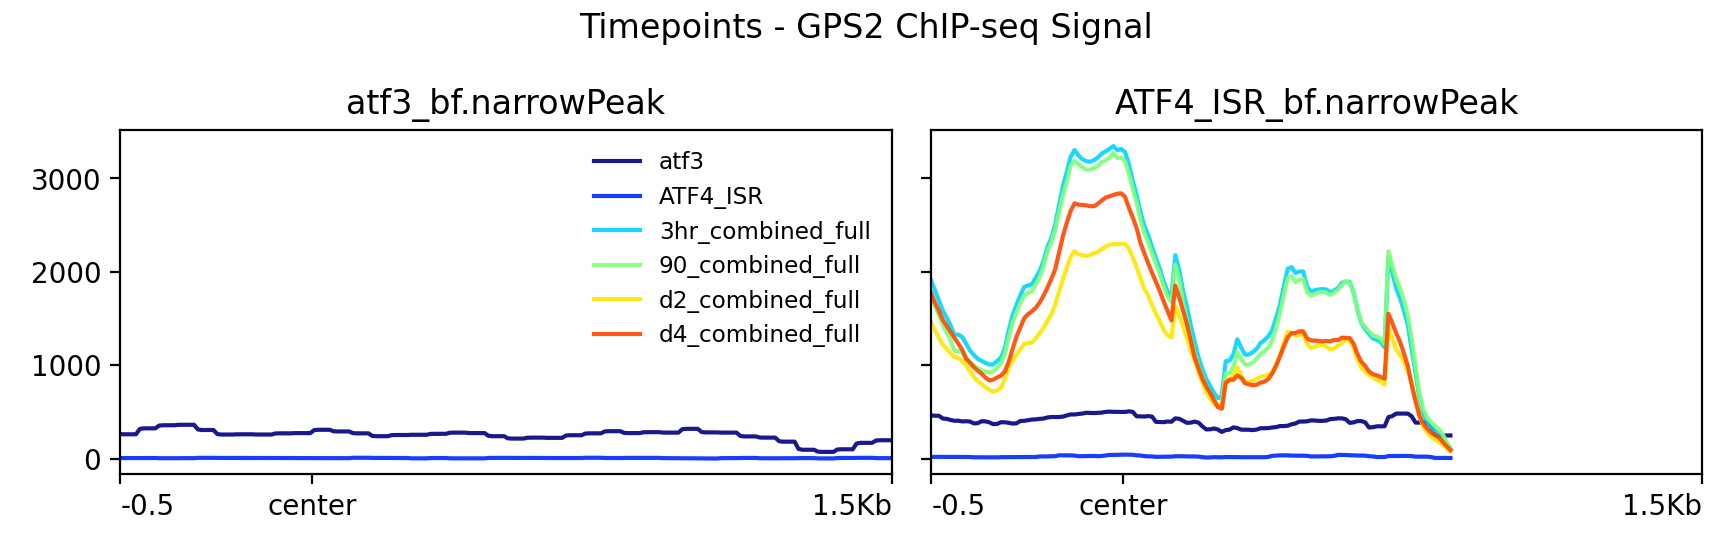 Timepoints - GPS2 ChIP-seq Signal
atf3_bf.narrowPeak
ATF4_ISR_bf.narrowPeak
atf3
ATF4_ISR
3hr_combined_full
90_combined_full
d2_combined_full
d4_combined_full
3000
2000
1000
0
-0.5 center 1.5Kb
-0.5 center 1.5Kb